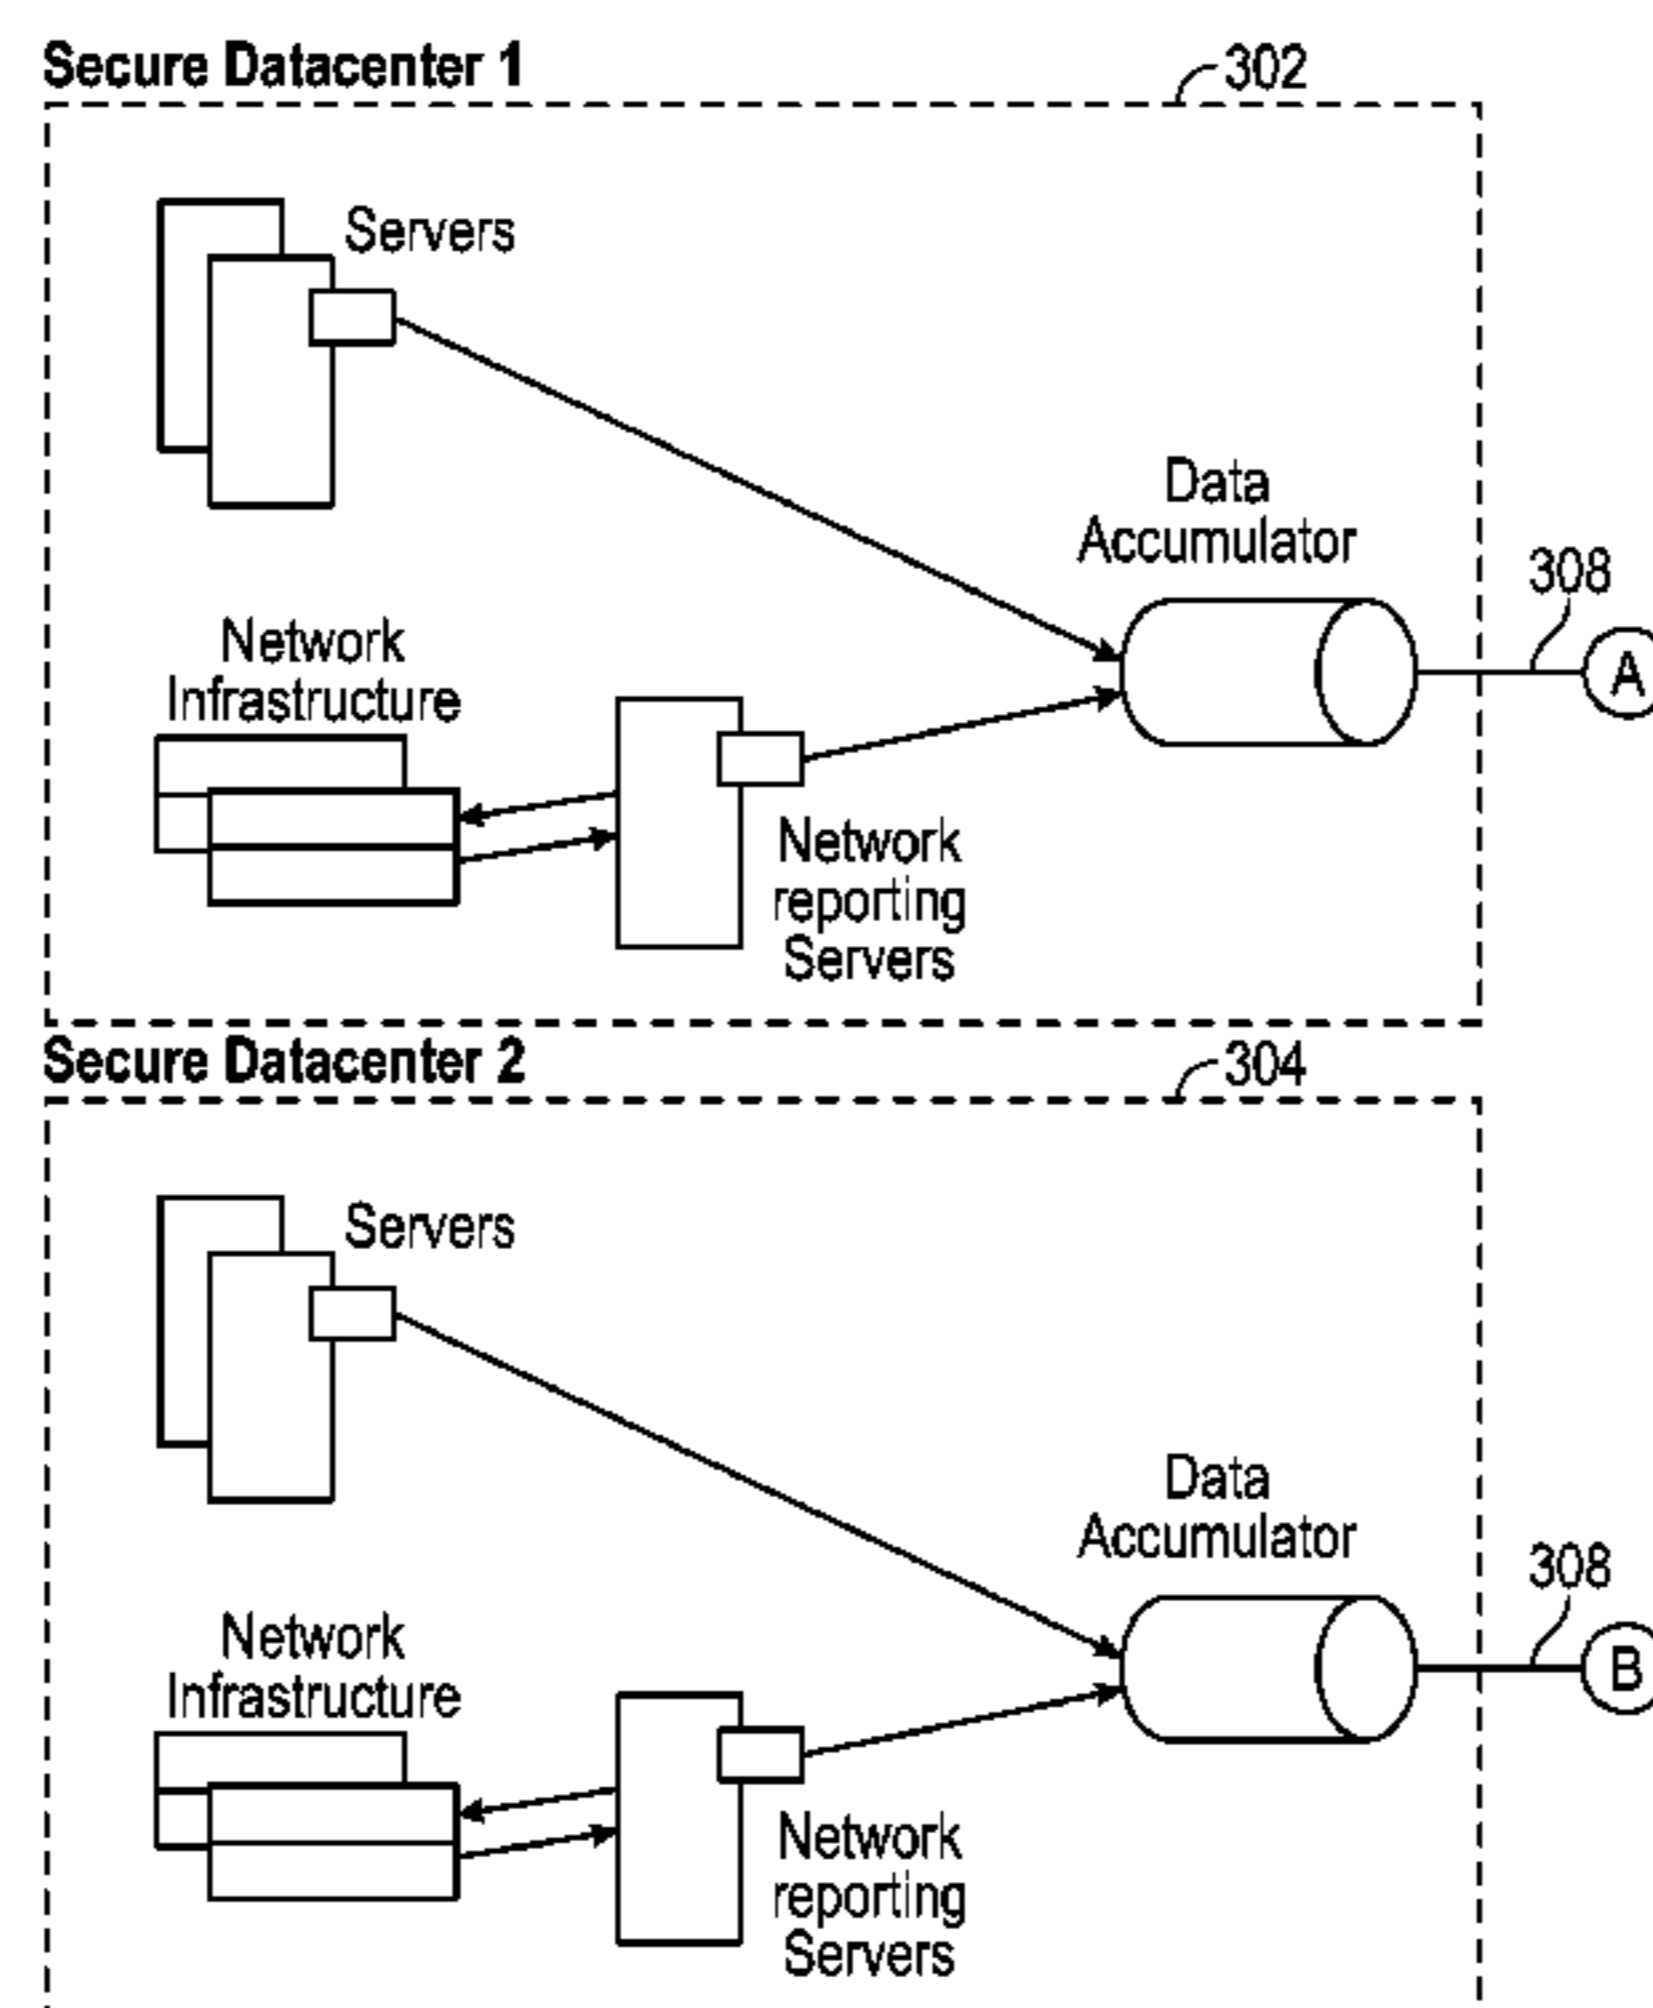 Secure Datacenter 1
302
Servers
Data
Accumulator
308
A
Network
Infrastructure
Network
reporting
Servers
Secure Datacenter 2
304
Servers
Data
Accumulator
308
B
Network
Infrastructure
Network
reporting
Servers